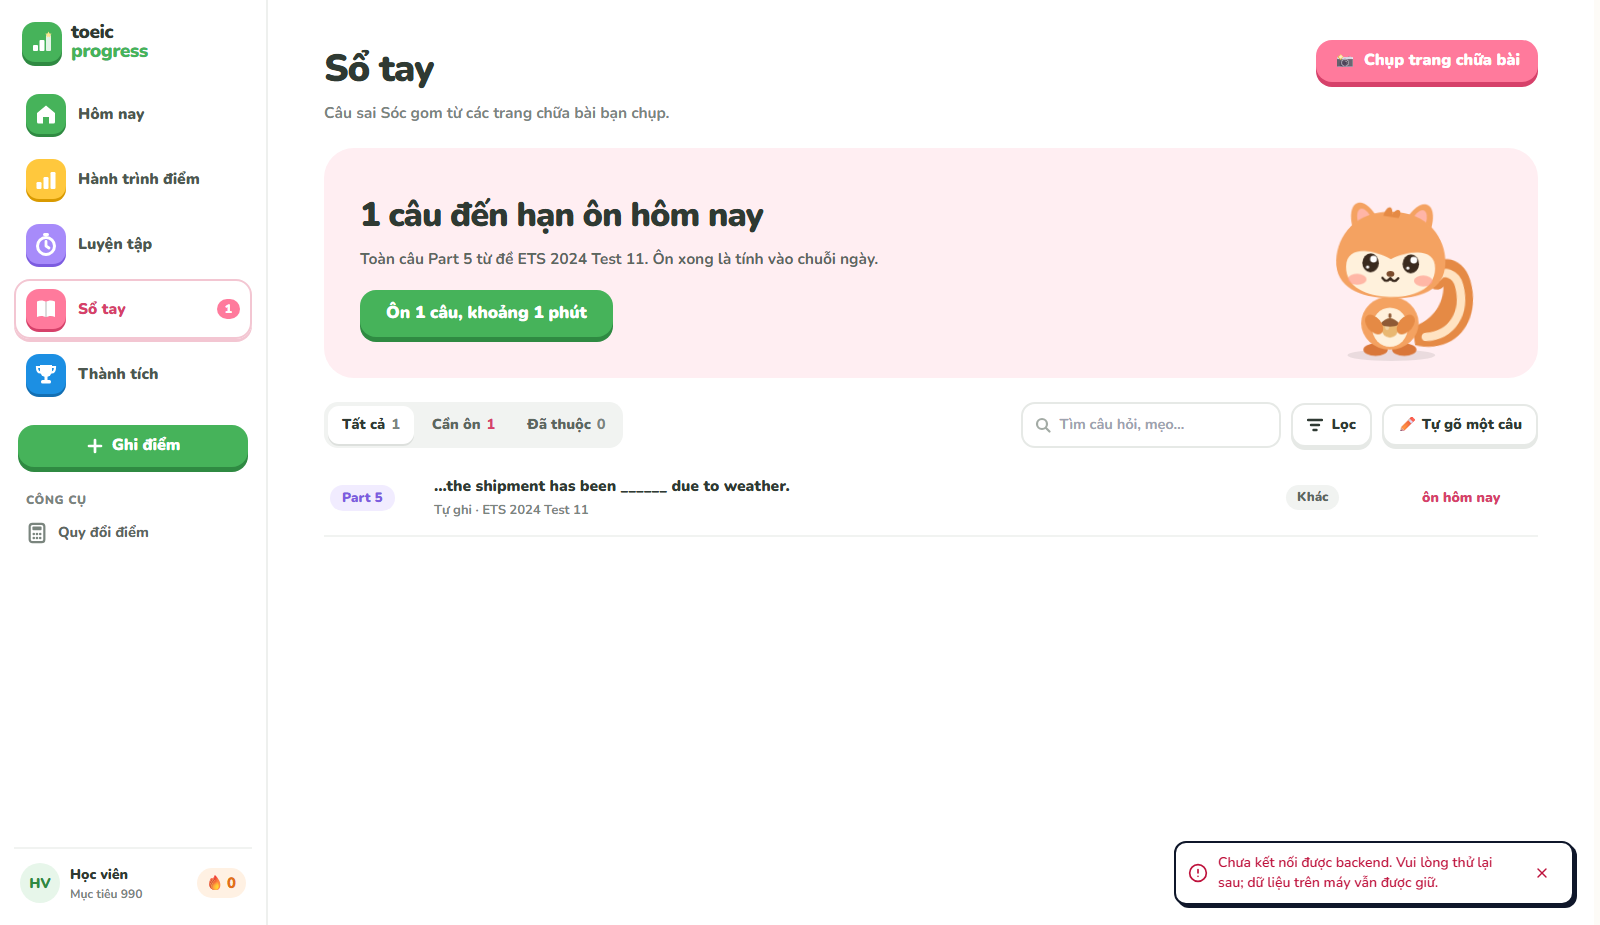 toeic
progress
Hôm nay
Hành trình điểm
Luyện tập
Sổ tay
1
Thành tích
Ghi điểm
CÔNG CỤ
Quy đổi điểm
HV
Học viên
Mục tiêu 990
0
Sổ tay
Câu sai Sóc gom từ các trang chữa bài bạn chụp.
Chụp trang chữa bài
1 câu đến hạn ôn hôm nay
Toàn câu Part 5 từ đề ETS 2024 Test 11. Ôn xong là tính vào chuỗi ngày.
Ôn 1 câu, khoảng 1 phút
Tất cả 1
Cần ôn 1
Đã thuộc 0
Tìm câu hỏi, mẹo...
Lọc
Tự gõ một câu
Part 5
...the shipment has been ______ due to weather.
Tự ghi · ETS 2024 Test 11
Khác
ôn hôm nay
Chưa kết nối được backend. Vui lòng thử lại
sau; dữ liệu trên máy vẫn được giữ.